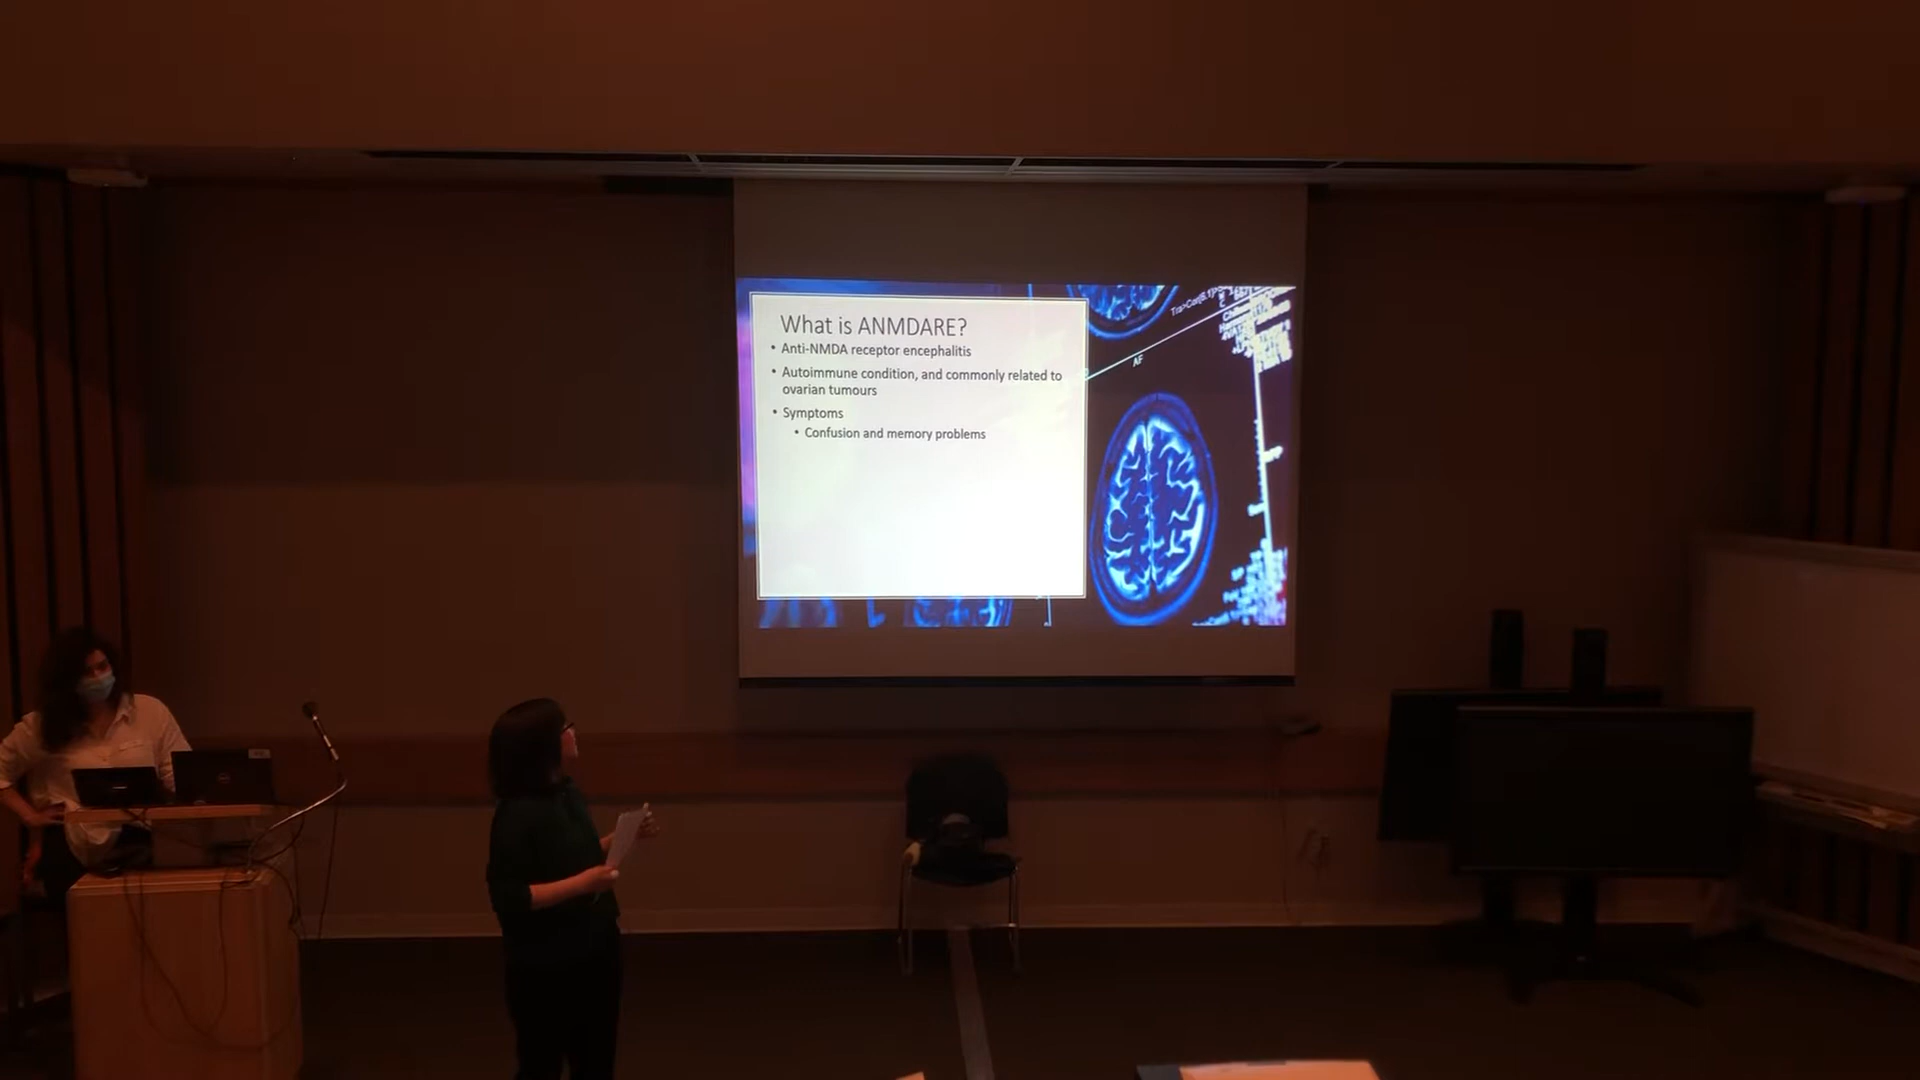 What is ANMDARE?
• Anti-NMDA receptor encephalitis
• Autoimmune condition, and commonly related to
ovarian tumours
• Symptoms
• Confusion and memory problems
AF